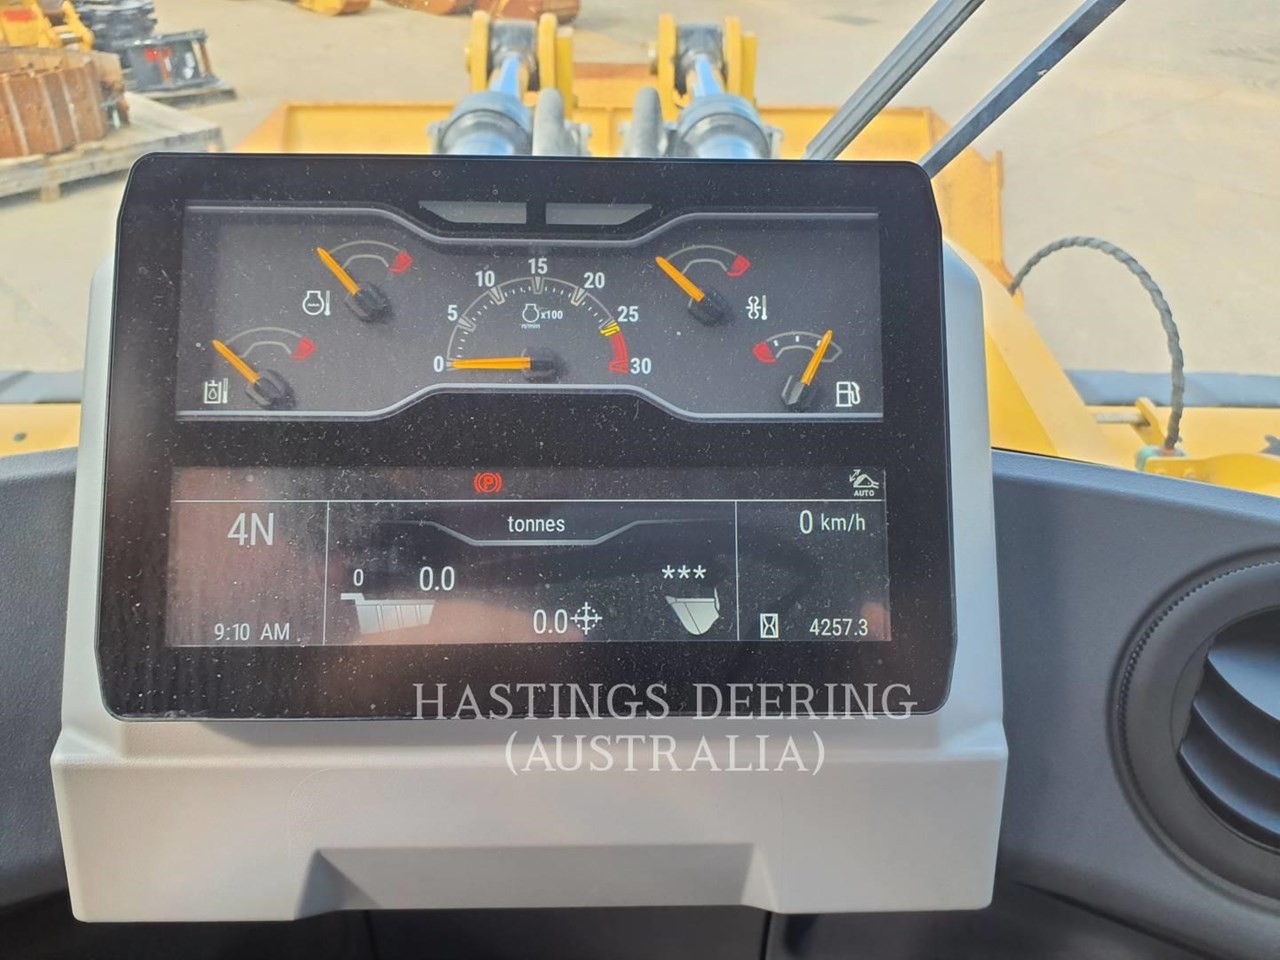 15
10 20
5 x100 25
0 30
(P)
AUTO
4N tonnes 0 km/h
0 0.0 ***
0.0
9:10 AM 4257.3
HASTINGS DEERING
(AUSTRALIA)